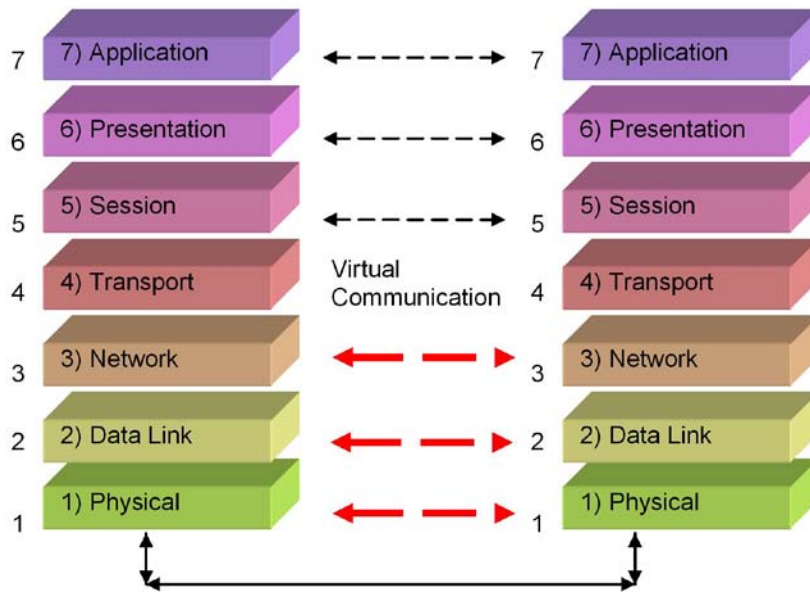 7
7) Application
7
7) Application
6
6) Presentation
6
6) Presentation
5
5) Session
5
5) Session
4
4) Transport
Virtual
Communication
4
4) Transport
3
3) Network
3
3) Network
2
2) Data Link
2
2) Data Link
1
1) Physical
1
1) Physical